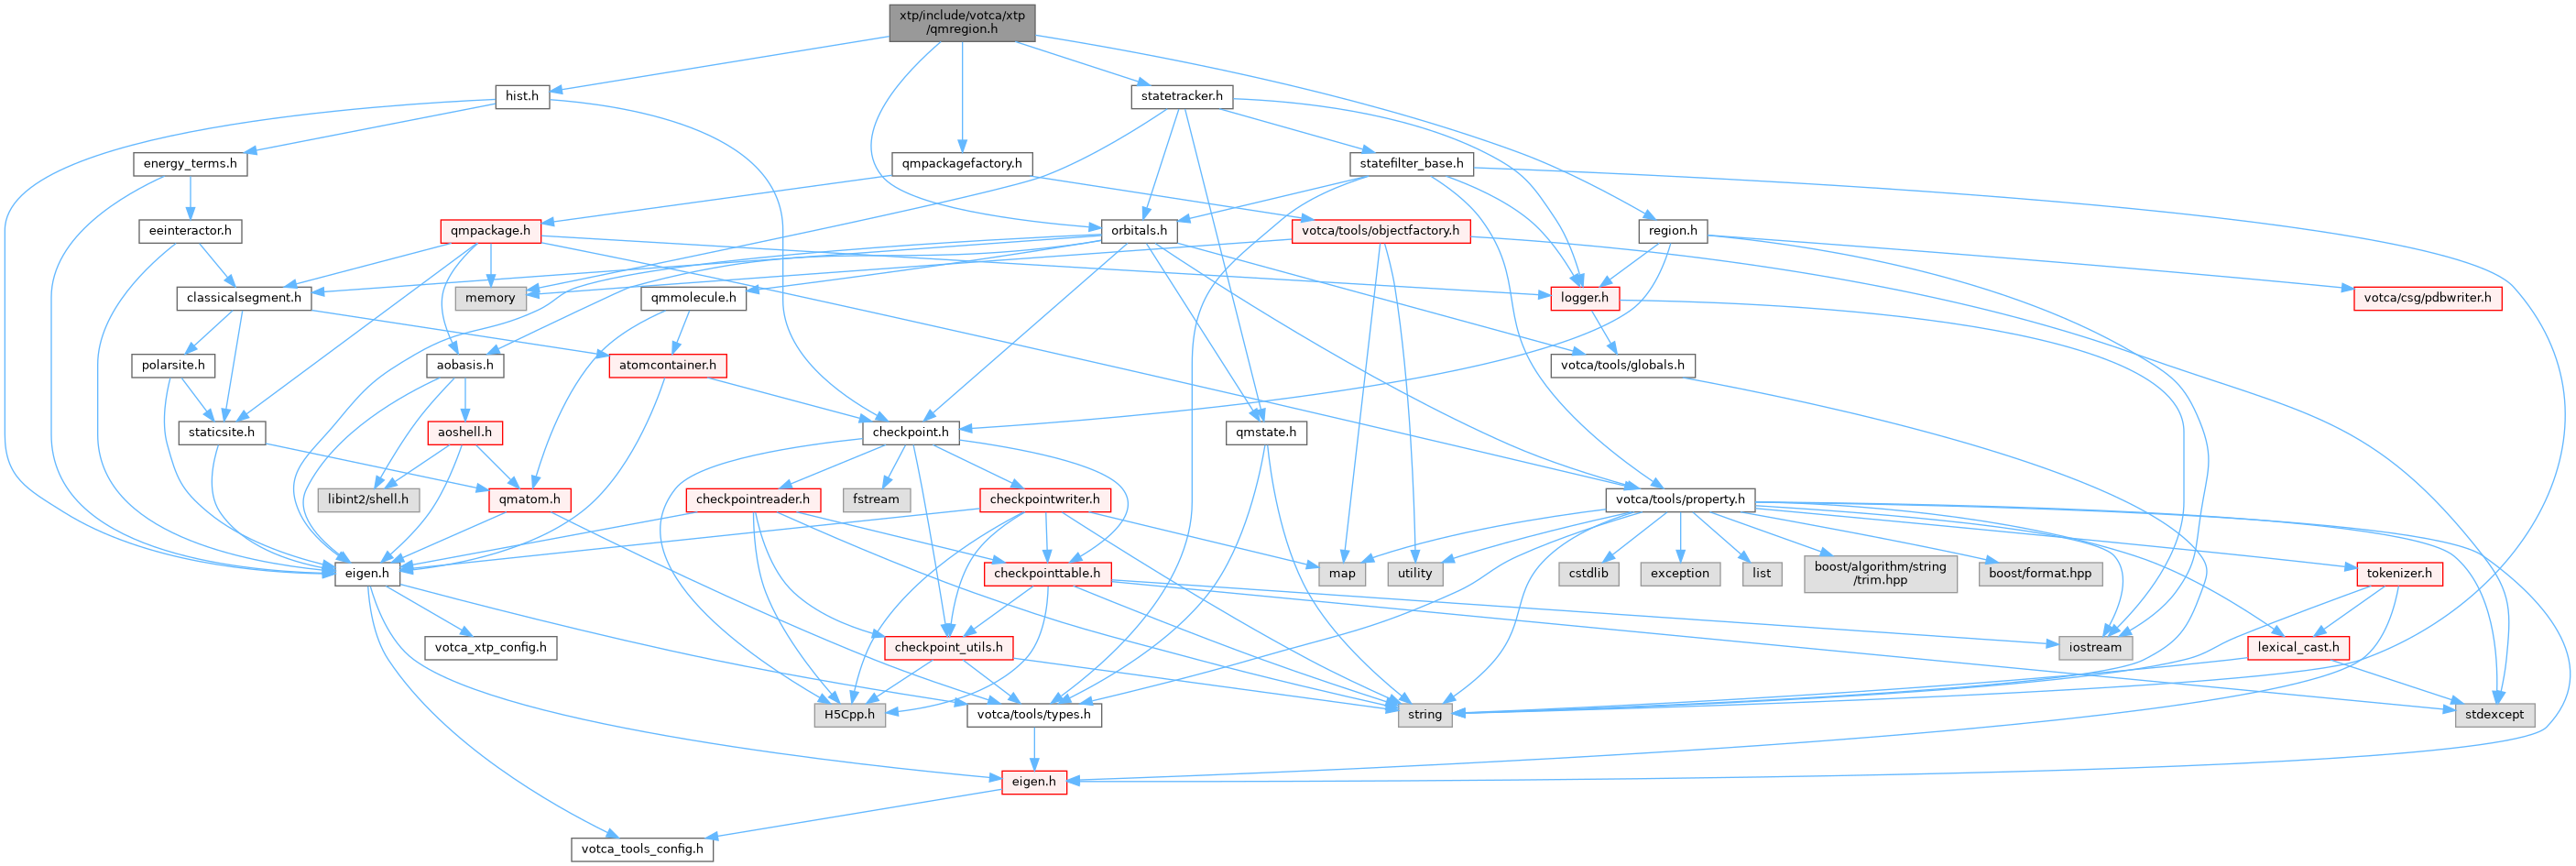 xtp/include/votca/xtp
/qmregion.h
hist.h
statetracker.h
energy_terms.h
qmpackagefactory.h
statefilter_base.h
eeinteractor.h
qmpackage.h
orbitals.h
votca/tools/objectfactory.h
region.h
classicalsegment.h
memory
qmmolecule.h
logger.h
votca/csg/pdbwriter.h
polarsite.h
aobasis.h
atomcontainer.h
votca/tools/globals.h
staticsite.h
aoshell.h
checkpoint.h
qmstate.h
libint2/shell.h
qmatom.h
checkpointreader.h
fstream
checkpointwriter.h
votca/tools/property.h
eigen.h
checkpointtable.h
map
utility
cstdlib
exception
list
boost/algorithm/string
/trim.hpp
boost/format.hpp
tokenizer.h
votca_xtp_config.h
checkpoint_utils.h
iostream
lexical_cast.h
H5Cpp.h
votca/tools/types.h
string
stdexcept
eigen.h
votca_tools_config.h